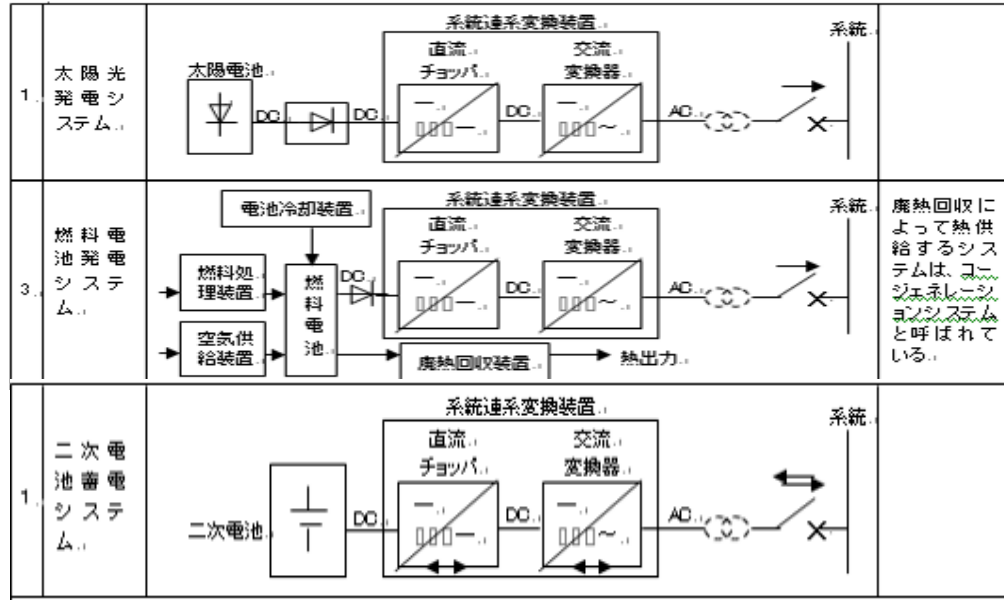 系統連系変換装置
系統
1
太陽光
発電シ
ステム
太陽電池
DC
DC
直流
チョッパ
DC
交流
変換器
AC
3
燃料電
池発電
システ
ム
電池冷却装置
燃料処
理装置
空気供
給装置
燃
料
電
池
DC
系統連系変換装置
直流
チョッパ
DC
交流
変換器
AC
系統
廃熱回収装置
熱出力
廃熱回収に
よって熱供
給するシス
テムは、コー
ジェネレーシ
ョンシステム
と呼ばれて
いる
1
二次電
池蓄電
システ
ム
二次電池
DC
系統連系変換装置
直流
チョッパ
DC
交流
変換器
AC
系統